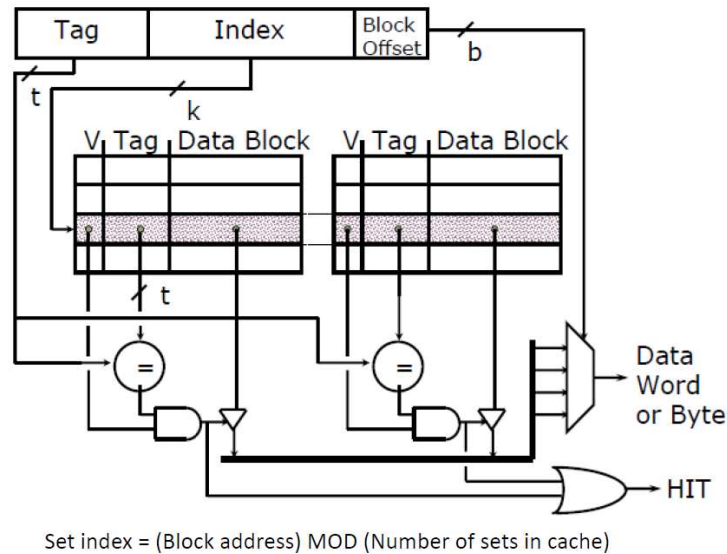 Tag Index Block
Offset
t k b
V Tag Data Block V Tag Data Block
t
= =
Data
Word
or Byte
HIT
Set index = (Block address) MOD (Number of sets in cache)